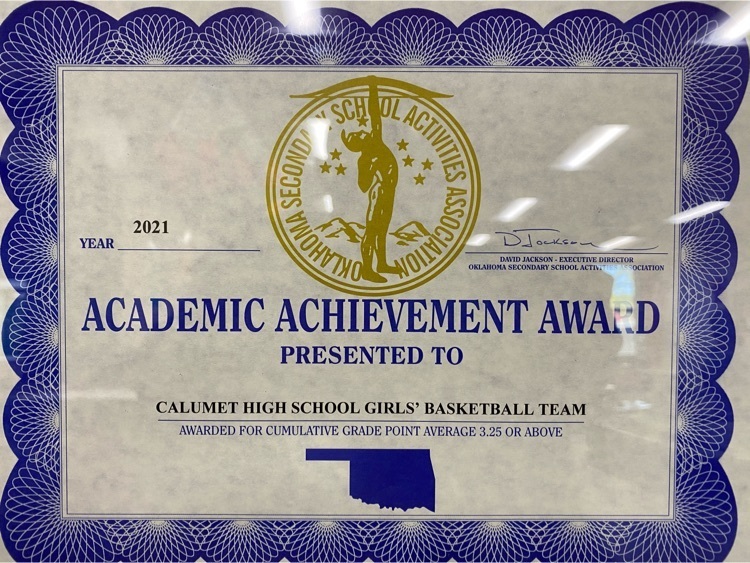 OKLAHOMA SECONDARY SCHOOL ACTIVITIES ASSOCIATION
YEAR 2021
D Jackson
DAVID JACKSON - EXECUTIVE DIRECTOR
OKLAHOMA SECONDARY SCHOOL ACTIVITIES ASSOCIATION
ACADEMIC ACHIEVEMENT AWARD
PRESENTED TO
CALUMET HIGH SCHOOL GIRLS' BASKETBALL TEAM
AWARDED FOR CUMULATIVE GRADE POINT AVERAGE 3.25 OR ABOVE